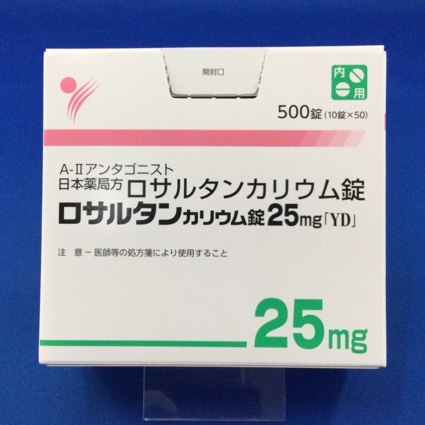 開封口
内用
500錠(10錠×50)
A-Ⅱアンタゴニスト
日本薬局方 ロサルタンカリウム錠
ロサルタンカリウム錠25mg「YD」
注 意－医師等の処方箋により使用すること
25mg